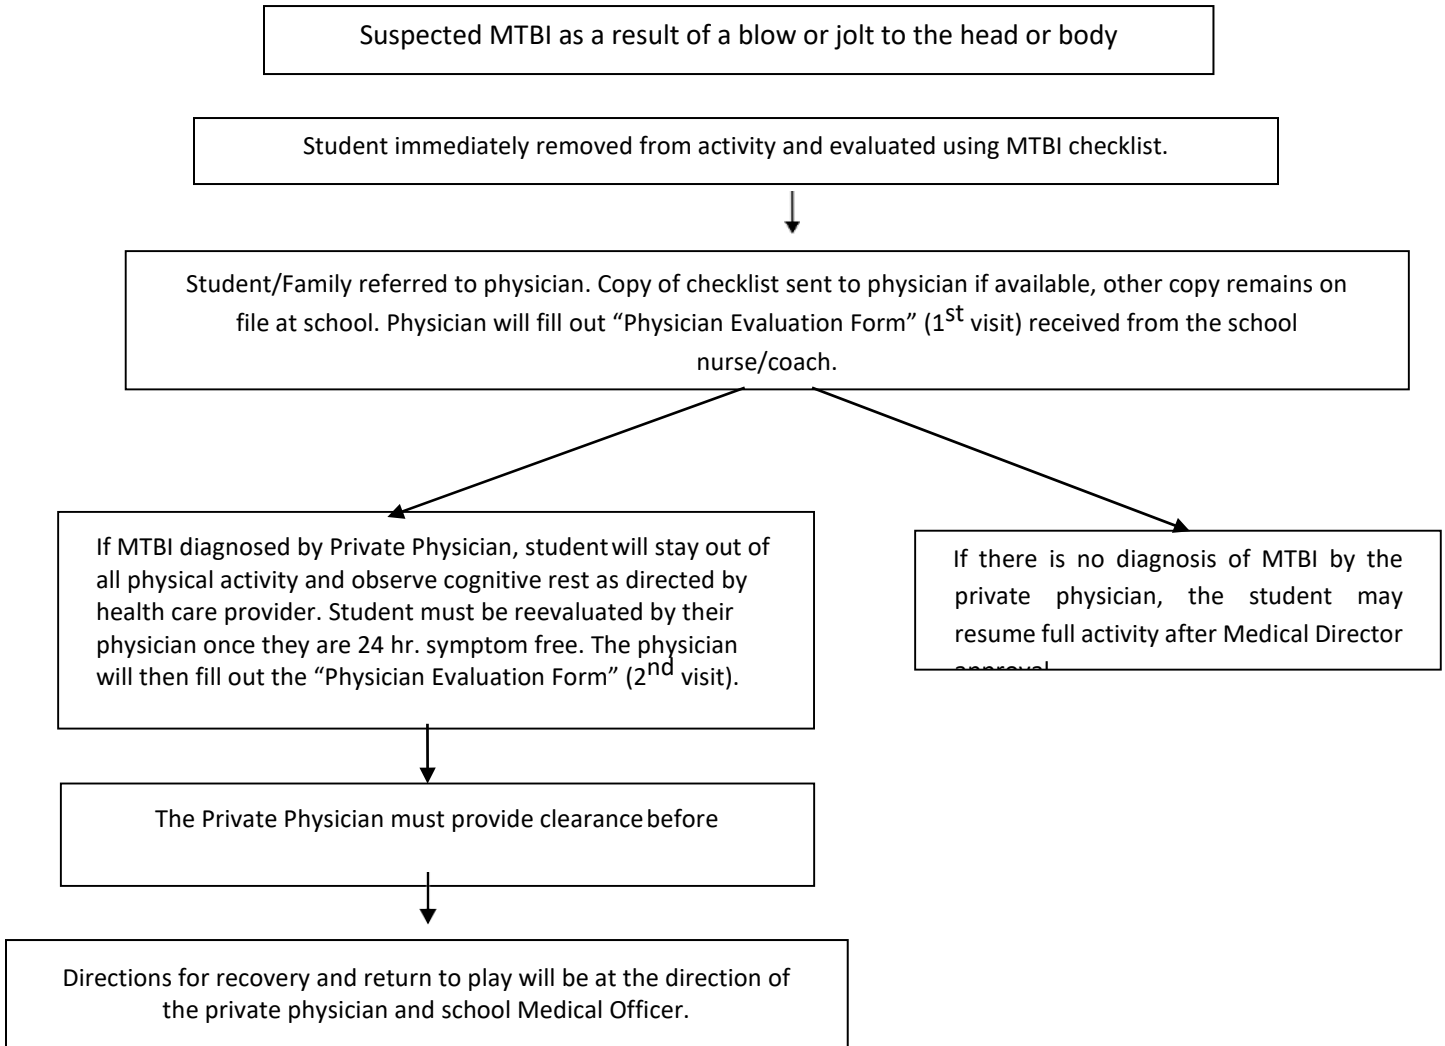 Suspected MTBI as a result of a blow or jolt to the head or body
Student immediately removed from activity and evaluated using MTBI checklist.
Student/Family referred to physician. Copy of checklist sent to physician if available, other copy remains on
file at school. Physician will fill out “Physician Evaluation Form” (1st visit) received from the school
nurse/coach.
If MTBI diagnosed by Private Physician, student will stay out of
all physical activity and observe cognitive rest as directed by
health care provider. Student must be reevaluated by their
physician once they are 24 hr. symptom free. The physician
will then fill out the “Physician Evaluation Form” (2nd visit).
If there is no diagnosis of MTBI by the
private physician, the student may
resume full activity after Medical Director
approval
The Private Physician must provide clearance before
Directions for recovery and return to play will be at the direction of
the private physician and school Medical Officer.